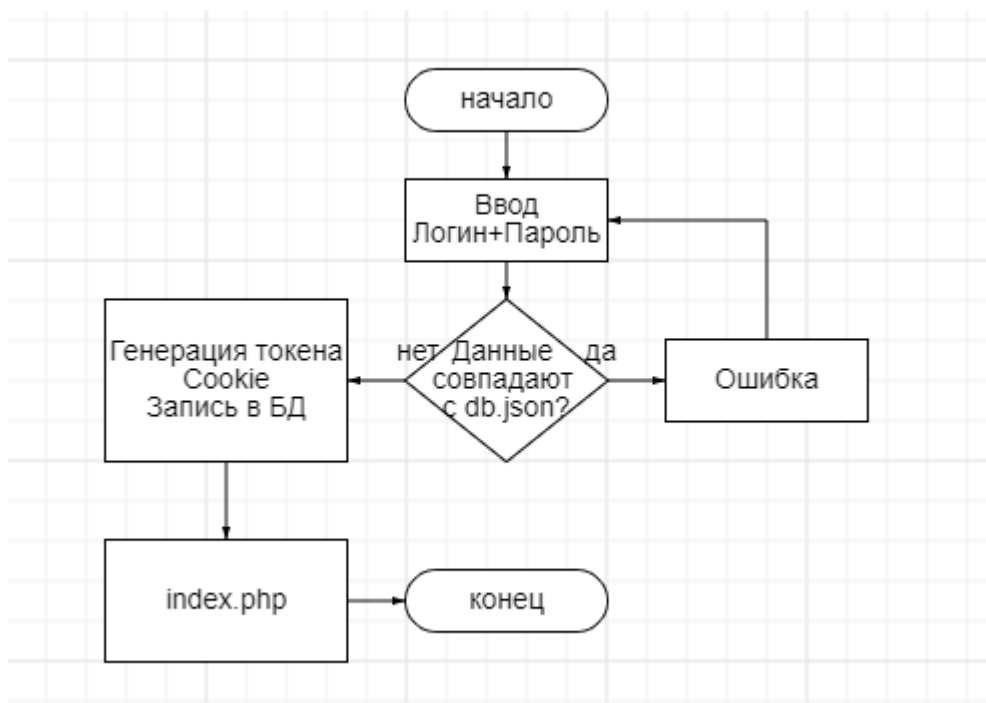 начало
Ввод
Логин+Пароль
нет
Данные
совпадают
с db.json?
да
Генерация токена
Cookie
Запись в БД
Ошибка
index.php
конец